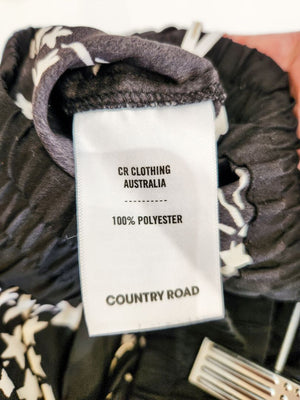 CR CLOTHING
AUSTRALIA
----------
100% POLYESTER
COUNTRY ROAD